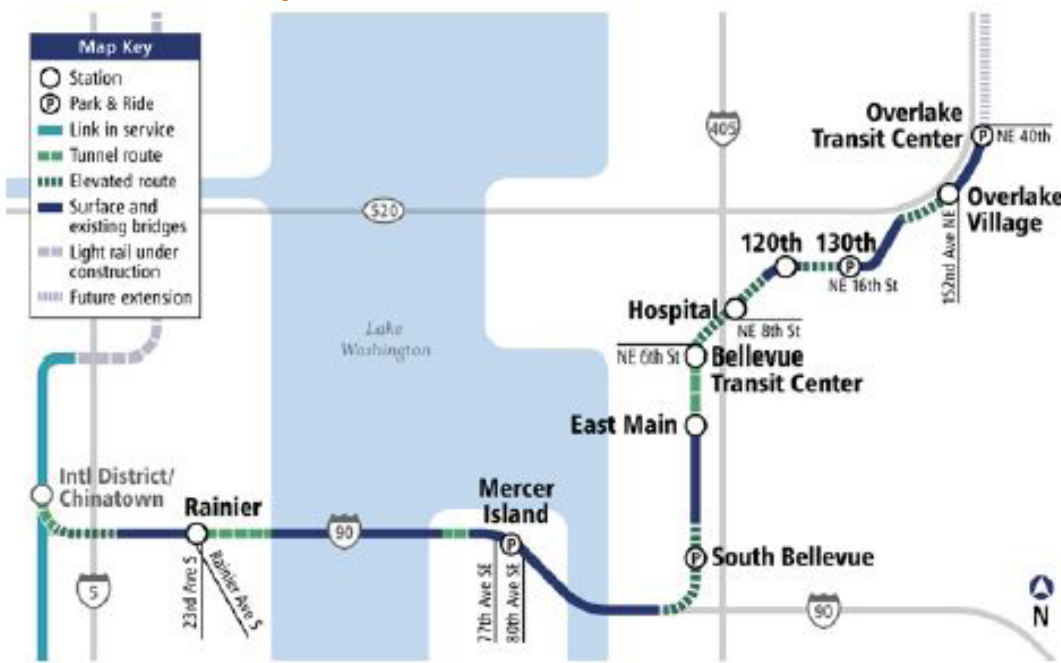 Map Key
Station
P Park & Ride
Link in service
Tunnel route
Elevated route
Surface and
existing bridges
Light rail under
construction
Future extension
405
Overlake
Transit Center
P NE 40th
520
Overlake
Village
152nd Ave NE
120th 130th
P
NE 16th St
Hospital
NE 8th St
Lake
Washington
NE 6th St
Bellevue
Transit Center
East Main
Intl District/
Chinatown
Rainier
Mercer
Island
90
P
P South Bellevue
23rd Ave S
Rainier Ave S
77th Ave SE
80th Ave SE
5
90
N